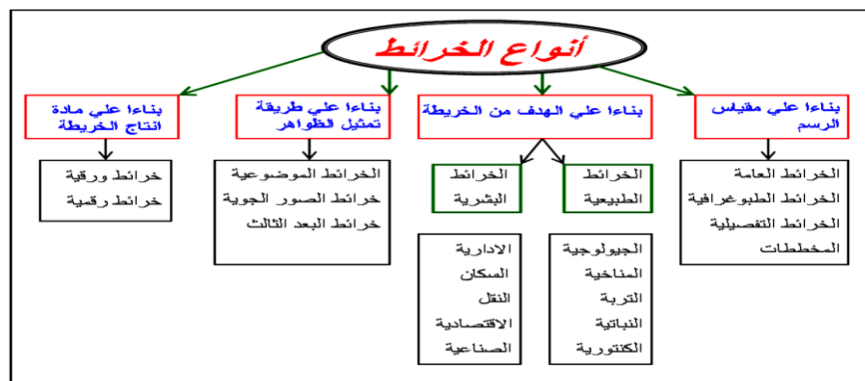 أنواع الخرائط
بناءا علي مقياس
الرسم
الخرائط العامة
الخرائط الطبوغرافية
الخرائط التفصيلية
المخططات
بناءا علي الهدف من الخريطة
الخرائط
الطبيعية
الجيولوجية
المناخية
التربة
النباتية
الكنتورية
الخرائط
البشرية
الادارية
السكان
النقل
الاقتصادية
الصناعية
بناءا علي طريقة
تمثيل الظواهر
الخرائط الموضوعية
خرائط الصور الجوية
خرائط البعد الثالث
بناءا علي مادة
انتاج الخريطة
خرائط ورقية
خرائط رقمية